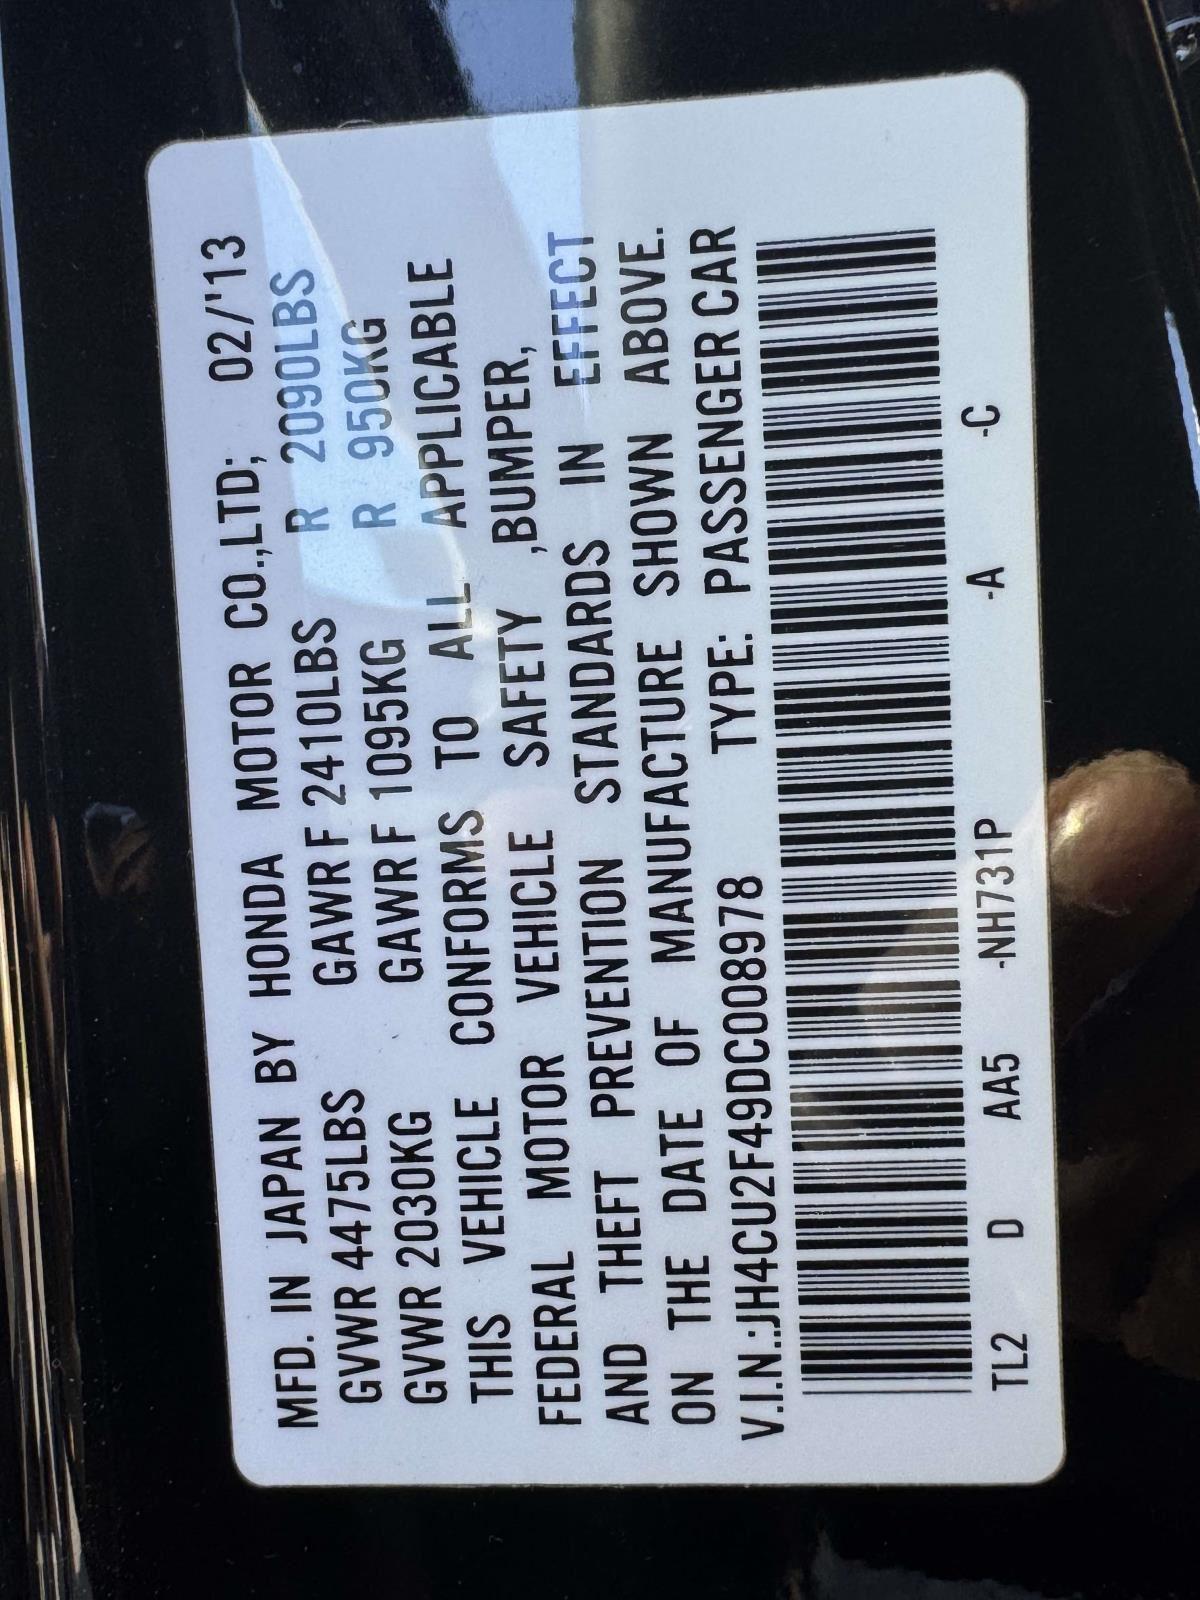 MFD. IN JAPAN BY HONDA MOTOR CO.,LTD; 02/'13
GVWR 4475LBS GAWR F 2410LBS R 2090LBS
GVWR 2030KG GAWR F 1095KG R 950KG
THIS VEHICLE CONFORMS TO ALL APPLICABLE
FEDERAL MOTOR VEHICLE SAFETY ,BUMPER,
AND THEFT PREVENTION STANDARDS IN EFFECT
ON THE DATE OF MANUFACTURE SHOWN ABOVE.
V.I.N.:JH4CU2F49DC008978 TYPE: PASSENGER CAR
TL2 D AA5 -NH731P -A -C